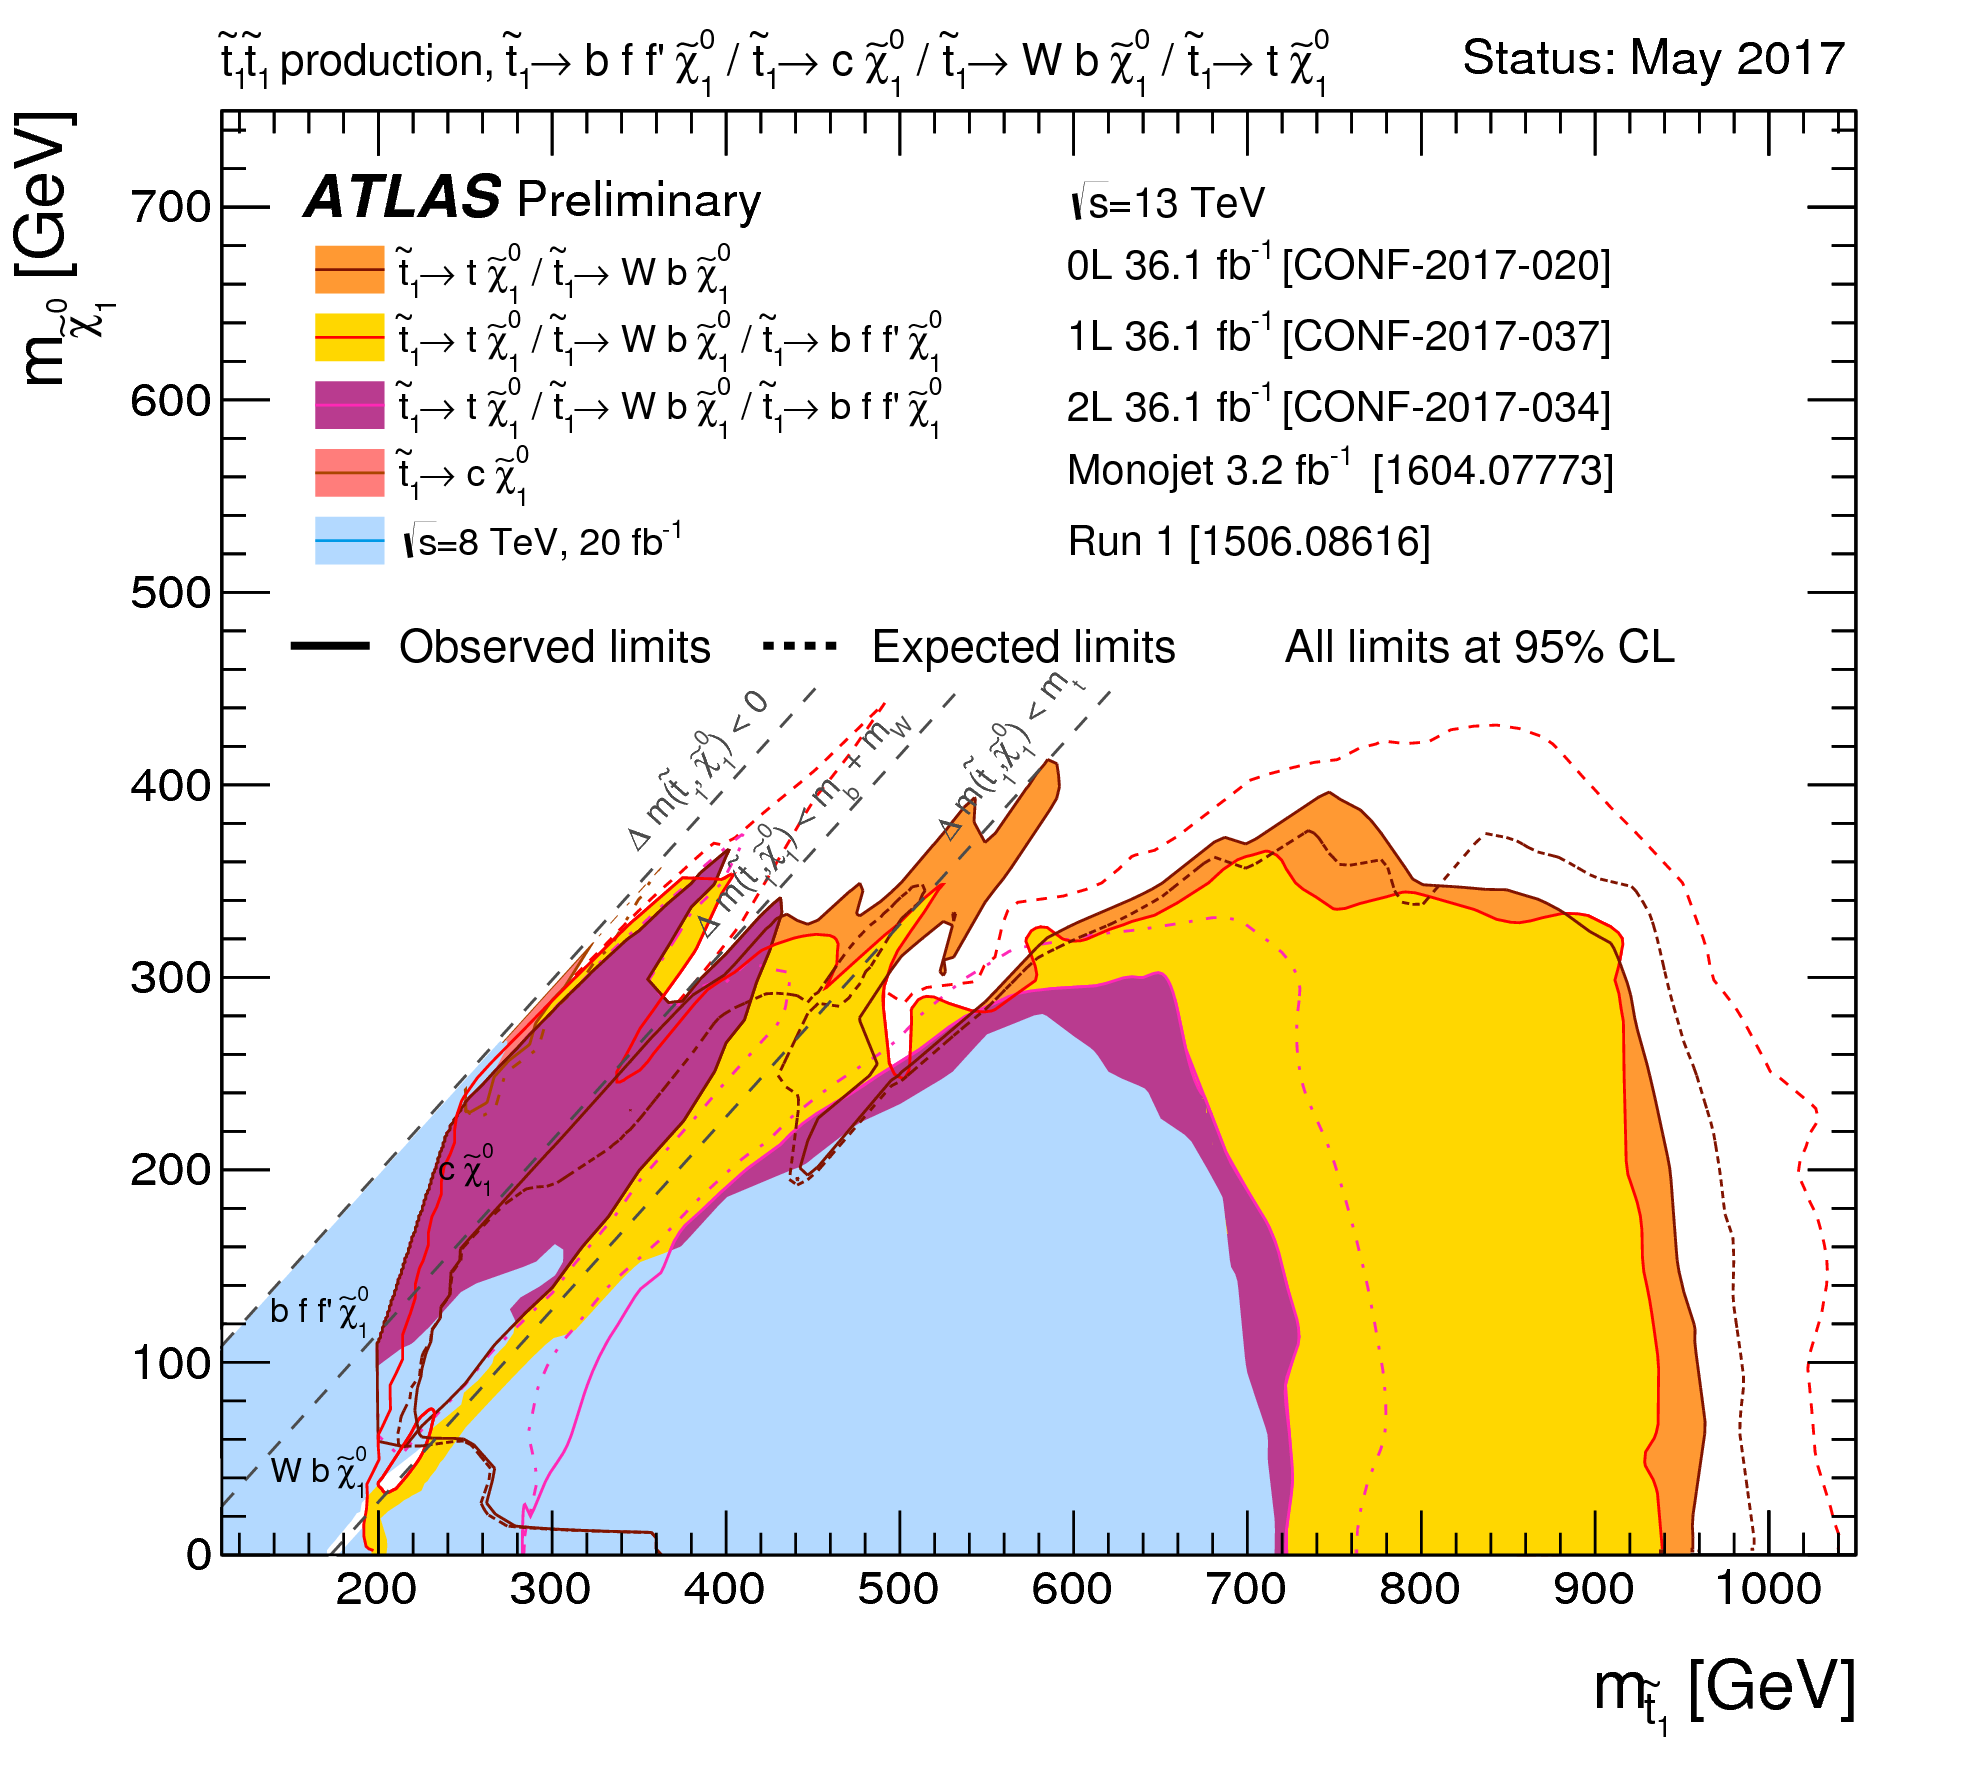 t̃₁t̃₁ production, t̃₁→ b f f' χ̃₁⁰ / t̃₁→ c χ̃₁⁰ / t̃₁→ W b χ̃₁⁰ / t̃₁→ t χ̃₁⁰
Status: May 2017
m_χ̃₁⁰ [GeV]
ATLAS Preliminary
√s=13 TeV
t̃₁→ t χ̃₁⁰ / t̃₁→ W b χ̃₁⁰
0L 36.1 fb⁻¹ [CONF-2017-020]
t̃₁→ t χ̃₁⁰ / t̃₁→ W b χ̃₁⁰ / t̃₁→ b f f' χ̃₁⁰
1L 36.1 fb⁻¹ [CONF-2017-037]
t̃₁→ t χ̃₁⁰ / t̃₁→ W b χ̃₁⁰ / t̃₁→ b f f' χ̃₁⁰
2L 36.1 fb⁻¹ [CONF-2017-034]
t̃₁→ c χ̃₁⁰
Monojet 3.2 fb⁻¹ [1604.07773]
√s=8 TeV, 20 fb⁻¹
Run 1 [1506.08616]
Observed limits
Expected limits
All limits at 95% CL
Δ m(t̃₁,χ̃₁⁰) < 0
Δ m(t̃₁,χ̃₁⁰) < m_b + m_W
Δ m(t̃₁,χ̃₁⁰) < m_t
c χ̃₁⁰
b f f' χ̃₁⁰
W b χ̃₁⁰
700
600
500
400
300
200
100
0
200 300 400 500 600 700 800 900 1000
m_t̃₁ [GeV]